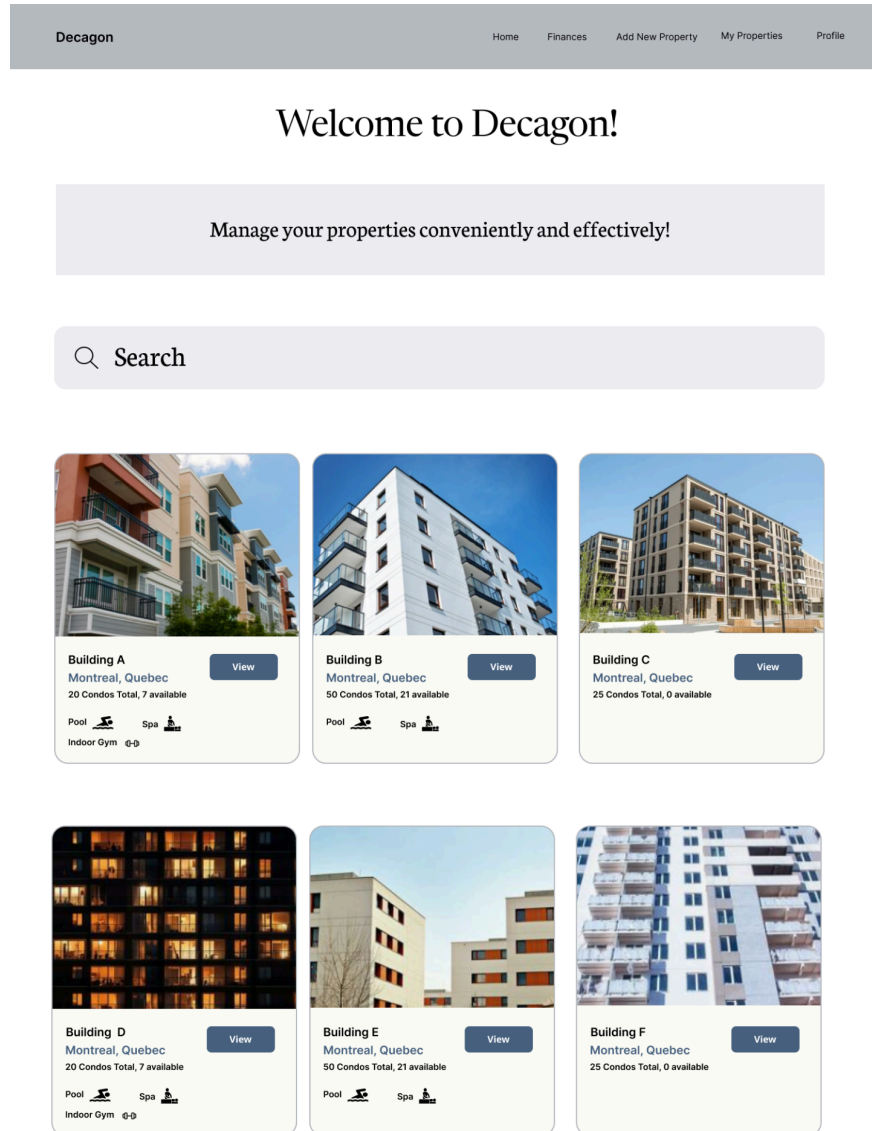 Decagon
Home Finances Add New Property My Properties Profile
Welcome to Decagon!
Manage your properties conveniently and effectively!
Search
Building A
View
Montreal, Quebec
20 Condos Total, 7 available
Pool Spa
Indoor Gym
Building B
View
Montreal, Quebec
50 Condos Total, 21 available
Pool Spa
Building C
View
Montreal, Quebec
25 Condos Total, 0 available
Building D
View
Montreal, Quebec
20 Condos Total, 7 available
Pool Spa
Indoor Gym
Building E
View
Montreal, Quebec
50 Condos Total, 21 available
Pool Spa
Building F
View
Montreal, Quebec
25 Condos Total, 0 available